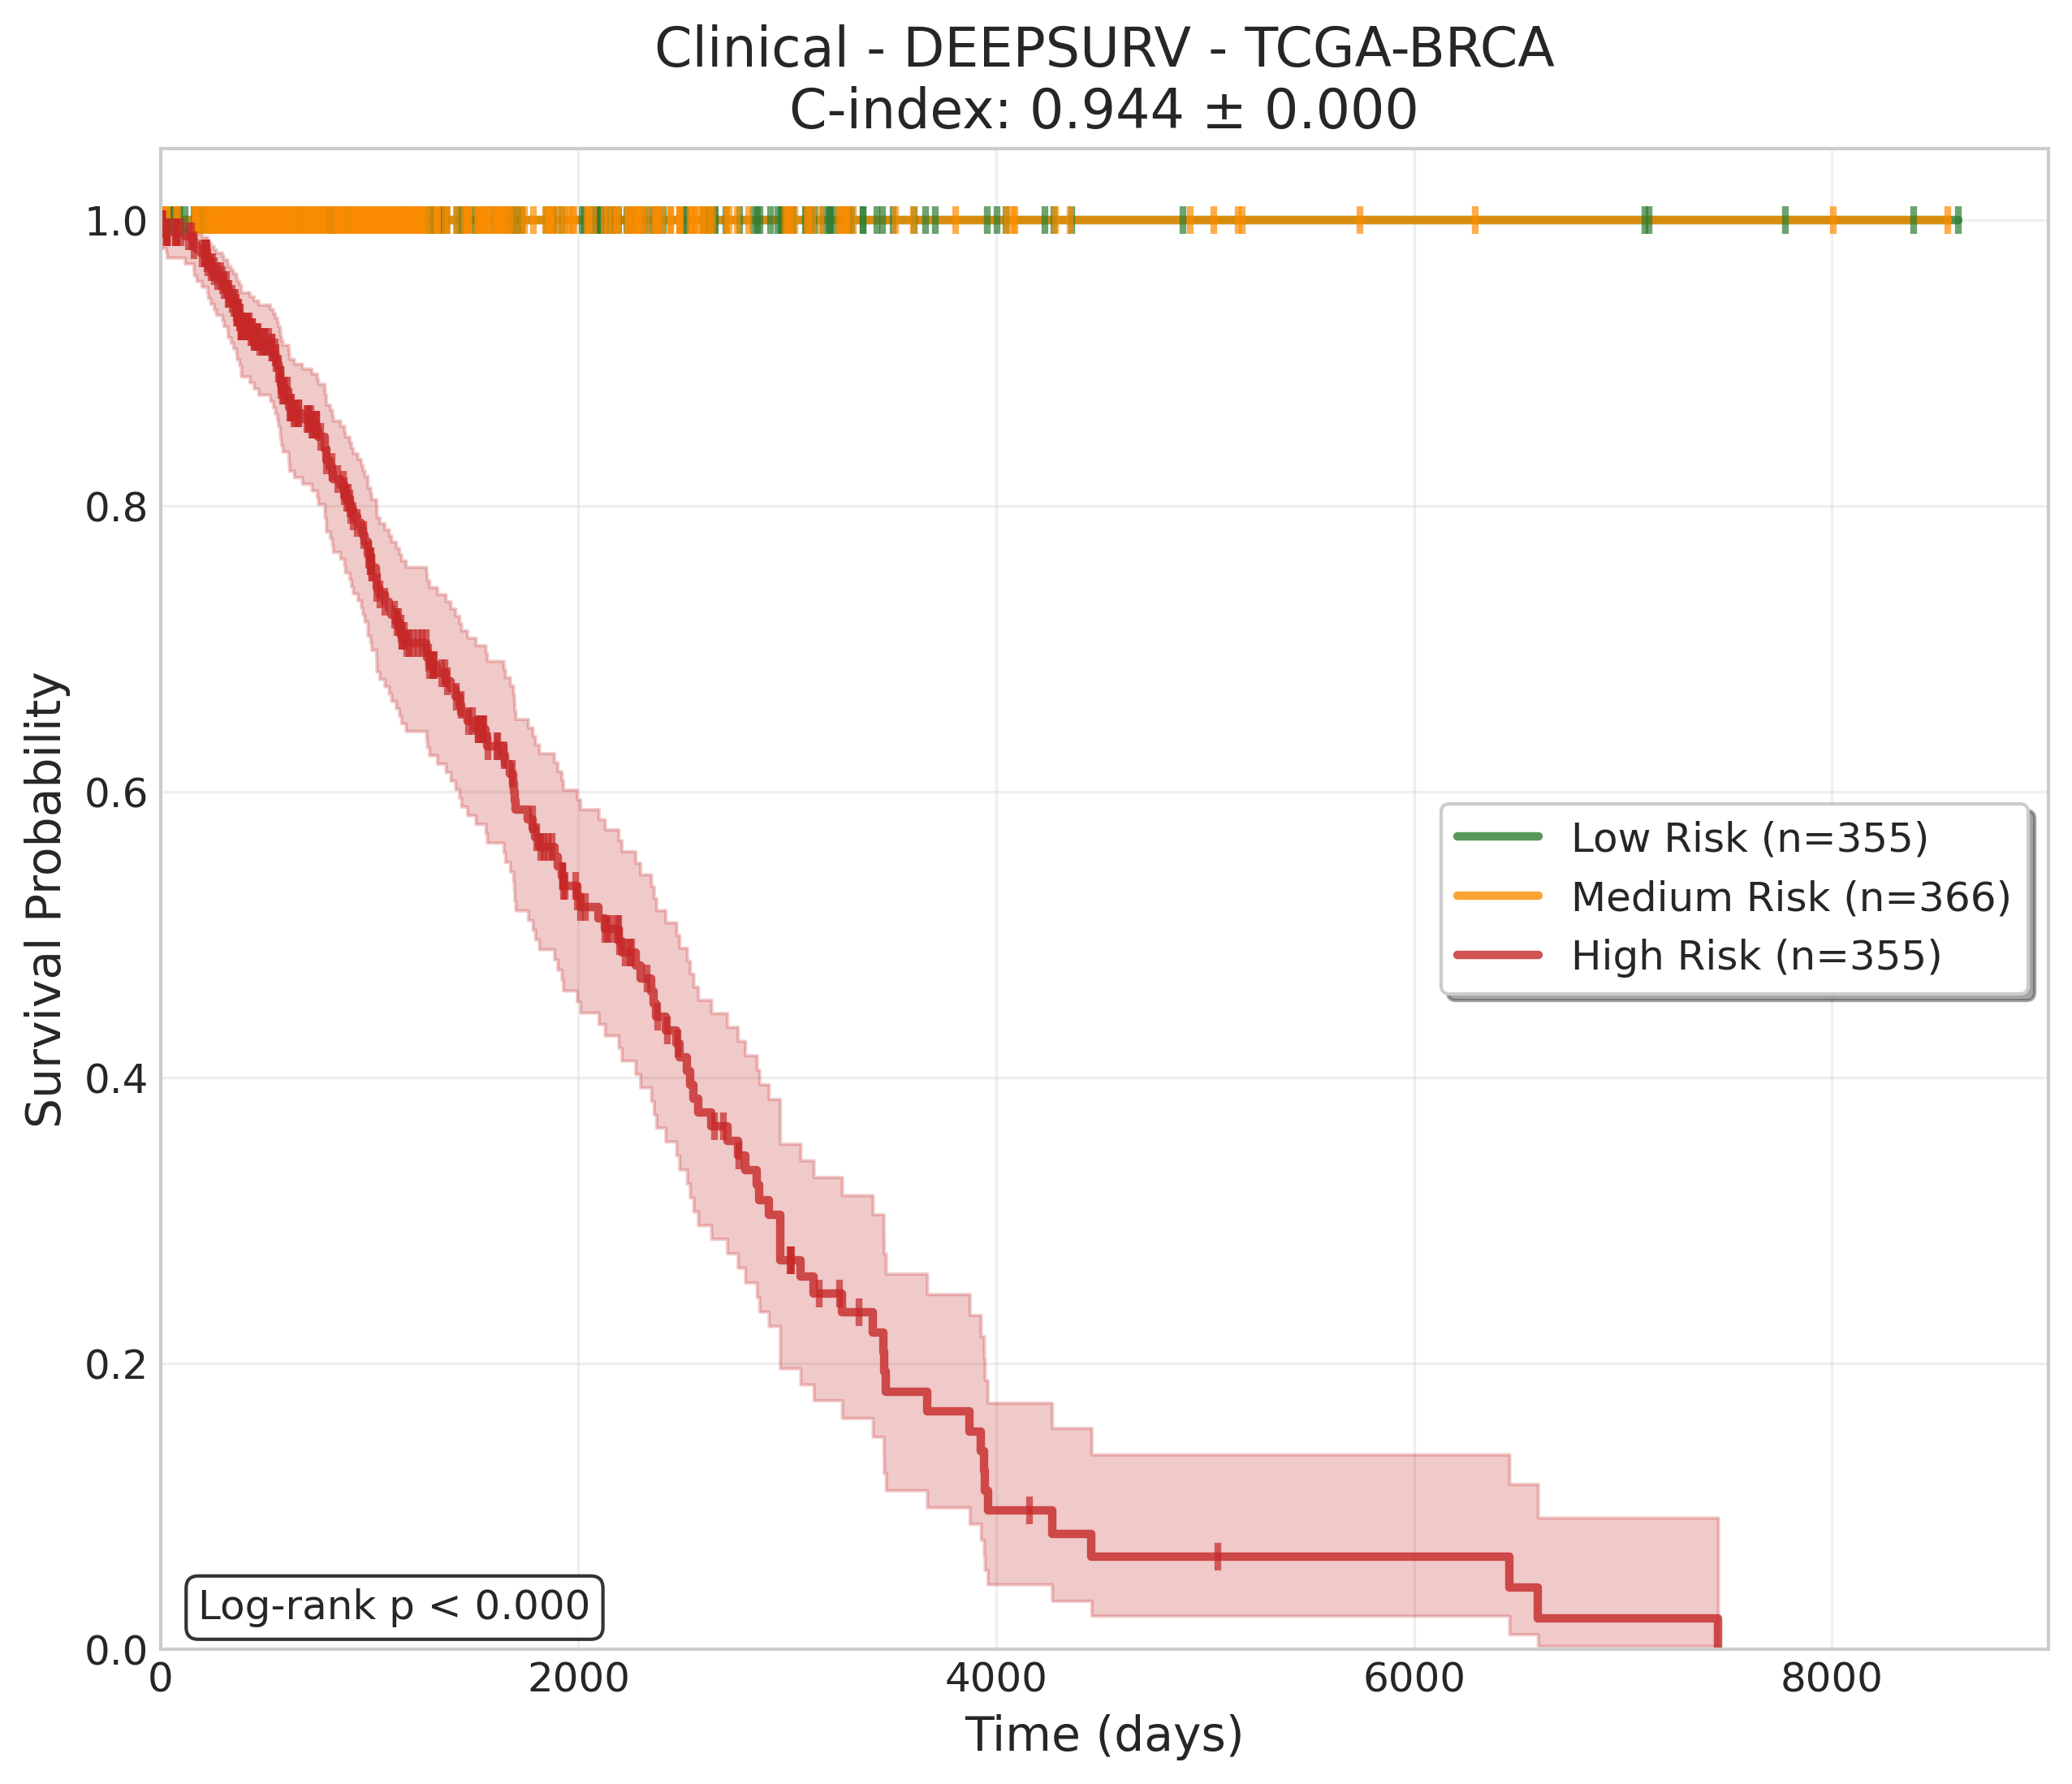 Clinical - DEEPSURV - TCGA-BRCA
C-index: 0.944 ± 0.000
Survival Probability
1.0
0.8
0.6
0.4
0.2
0.0
Low Risk (n=355)
Medium Risk (n=366)
High Risk (n=355)
Log-rank p < 0.000
0
2000
4000
6000
8000
Time (days)